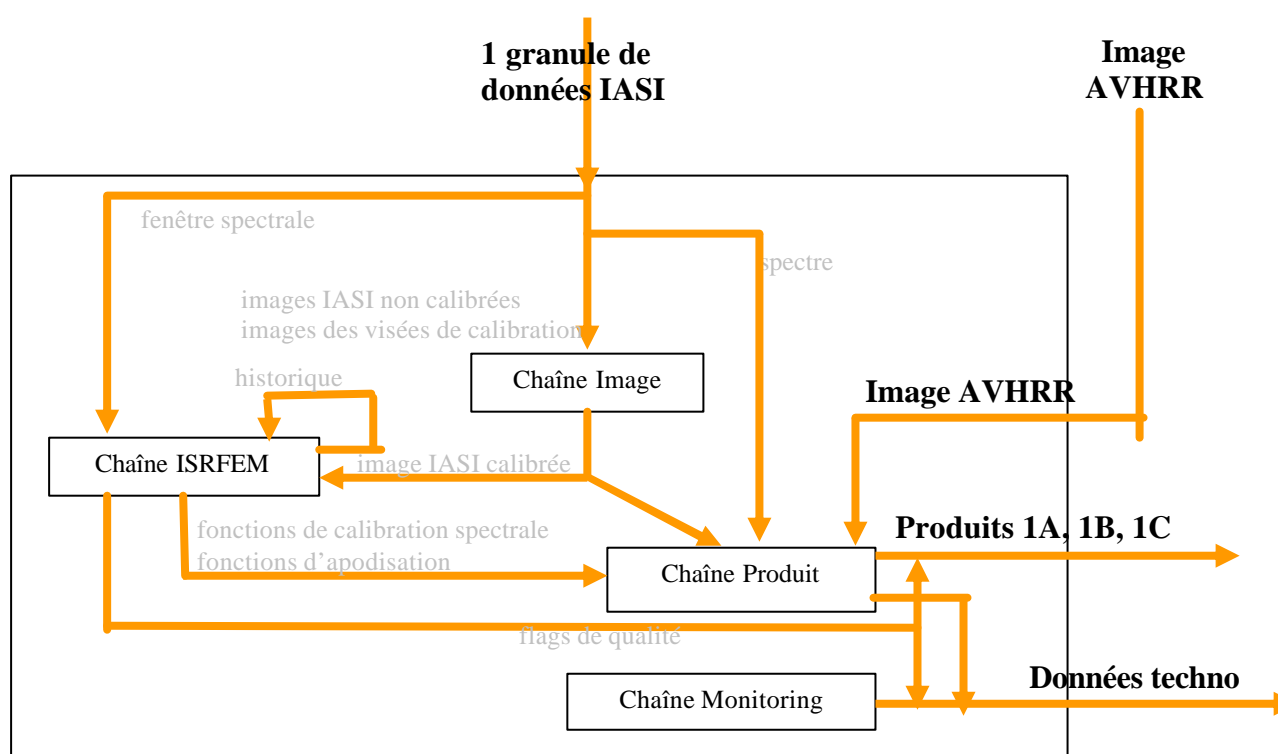 1 granule de
données IASI
Image
AVHRR
fenêtre spectrale
spectre
images IASI non calibrées
images des visées de calibration
historique
Chaîne Image
Image AVHRR
Chaîne ISRFEM
image IASI calibrée
fonctions de calibration spectrale
fonctions d'apodisation
Produits 1A, 1B, 1C
Chaîne Produit
flags de qualité
Données techno
Chaîne Monitoring